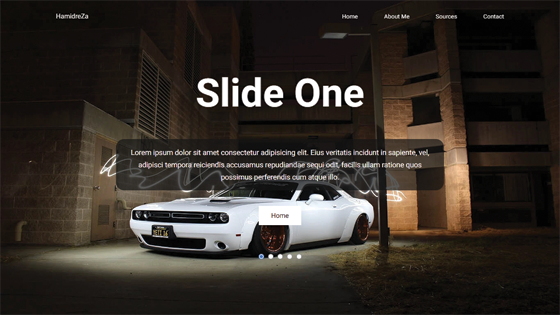 HamidreZa
Home
About Me
Sources
Contact
Slide One
Lorem ipsum dolor sit amet consectetur adipisicing elit. Eius veritatis incidunt in sapiente, vel,
adipisci tempora reiciendis accusamus repudiandae sequi odit, facilis ullam ratione quos
possimus perferendis cum atque illo.
Home